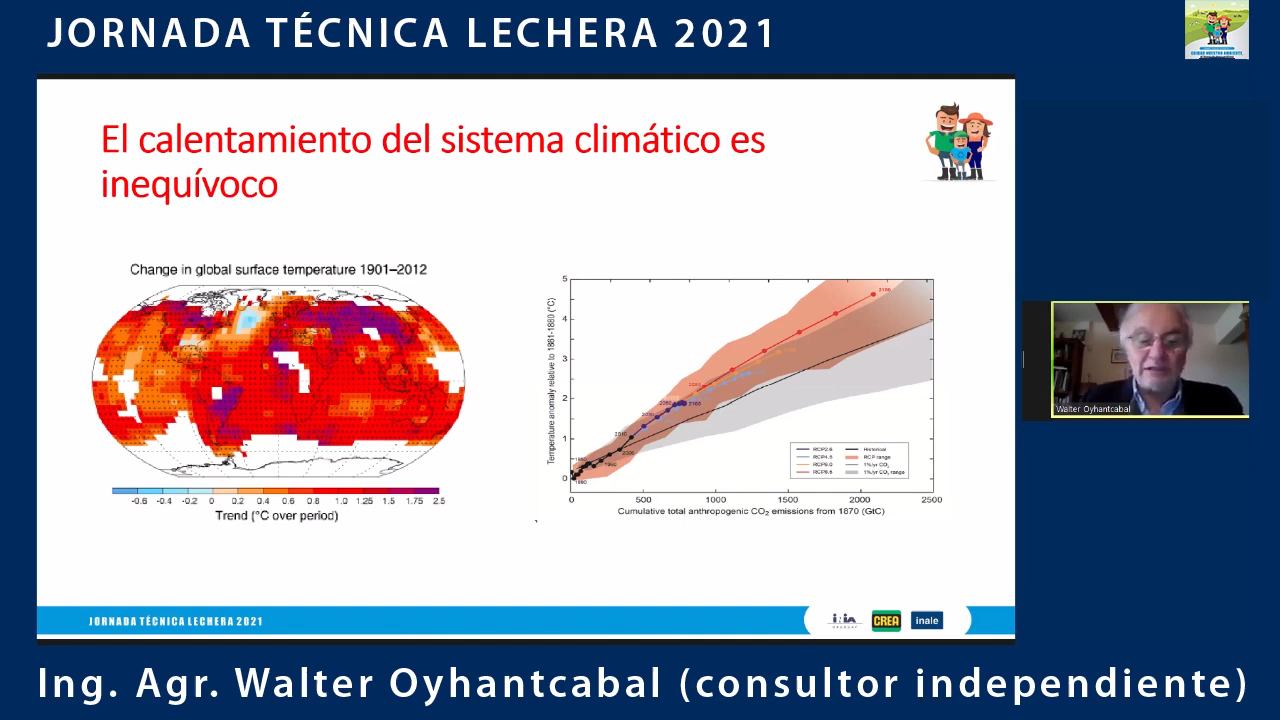 JORNADA TÉCNICA LECHERA 2021
El calentamiento del sistema climático es
inequívoco
Change in global surface temperature 1901–2012
-0.6 -0.4 -0.2 0 0.2 0.4 0.6 0.8 1.0 1.25 1.5 1.75 2.5
Trend (°C over period)
Temperature anomaly relative to 1861-1880 (°C)
5
4
3
2
1
0
0 500 1000 1500 2000 2500
Cumulative total anthropogenic CO2 emissions from 1870 (GtC)
RCP2.6 Historical
RCP4.5 RCP range
RCP6.0 1%/yr CO2
RCP8.5 1%/yr CO2 range
Walter Oyhantcabal
JORNADA TÉCNICA LECHERA 2021
INIA
URUGUAY
CREA
inale
Ing. Agr. Walter Oyhantcabal (consultor independiente)